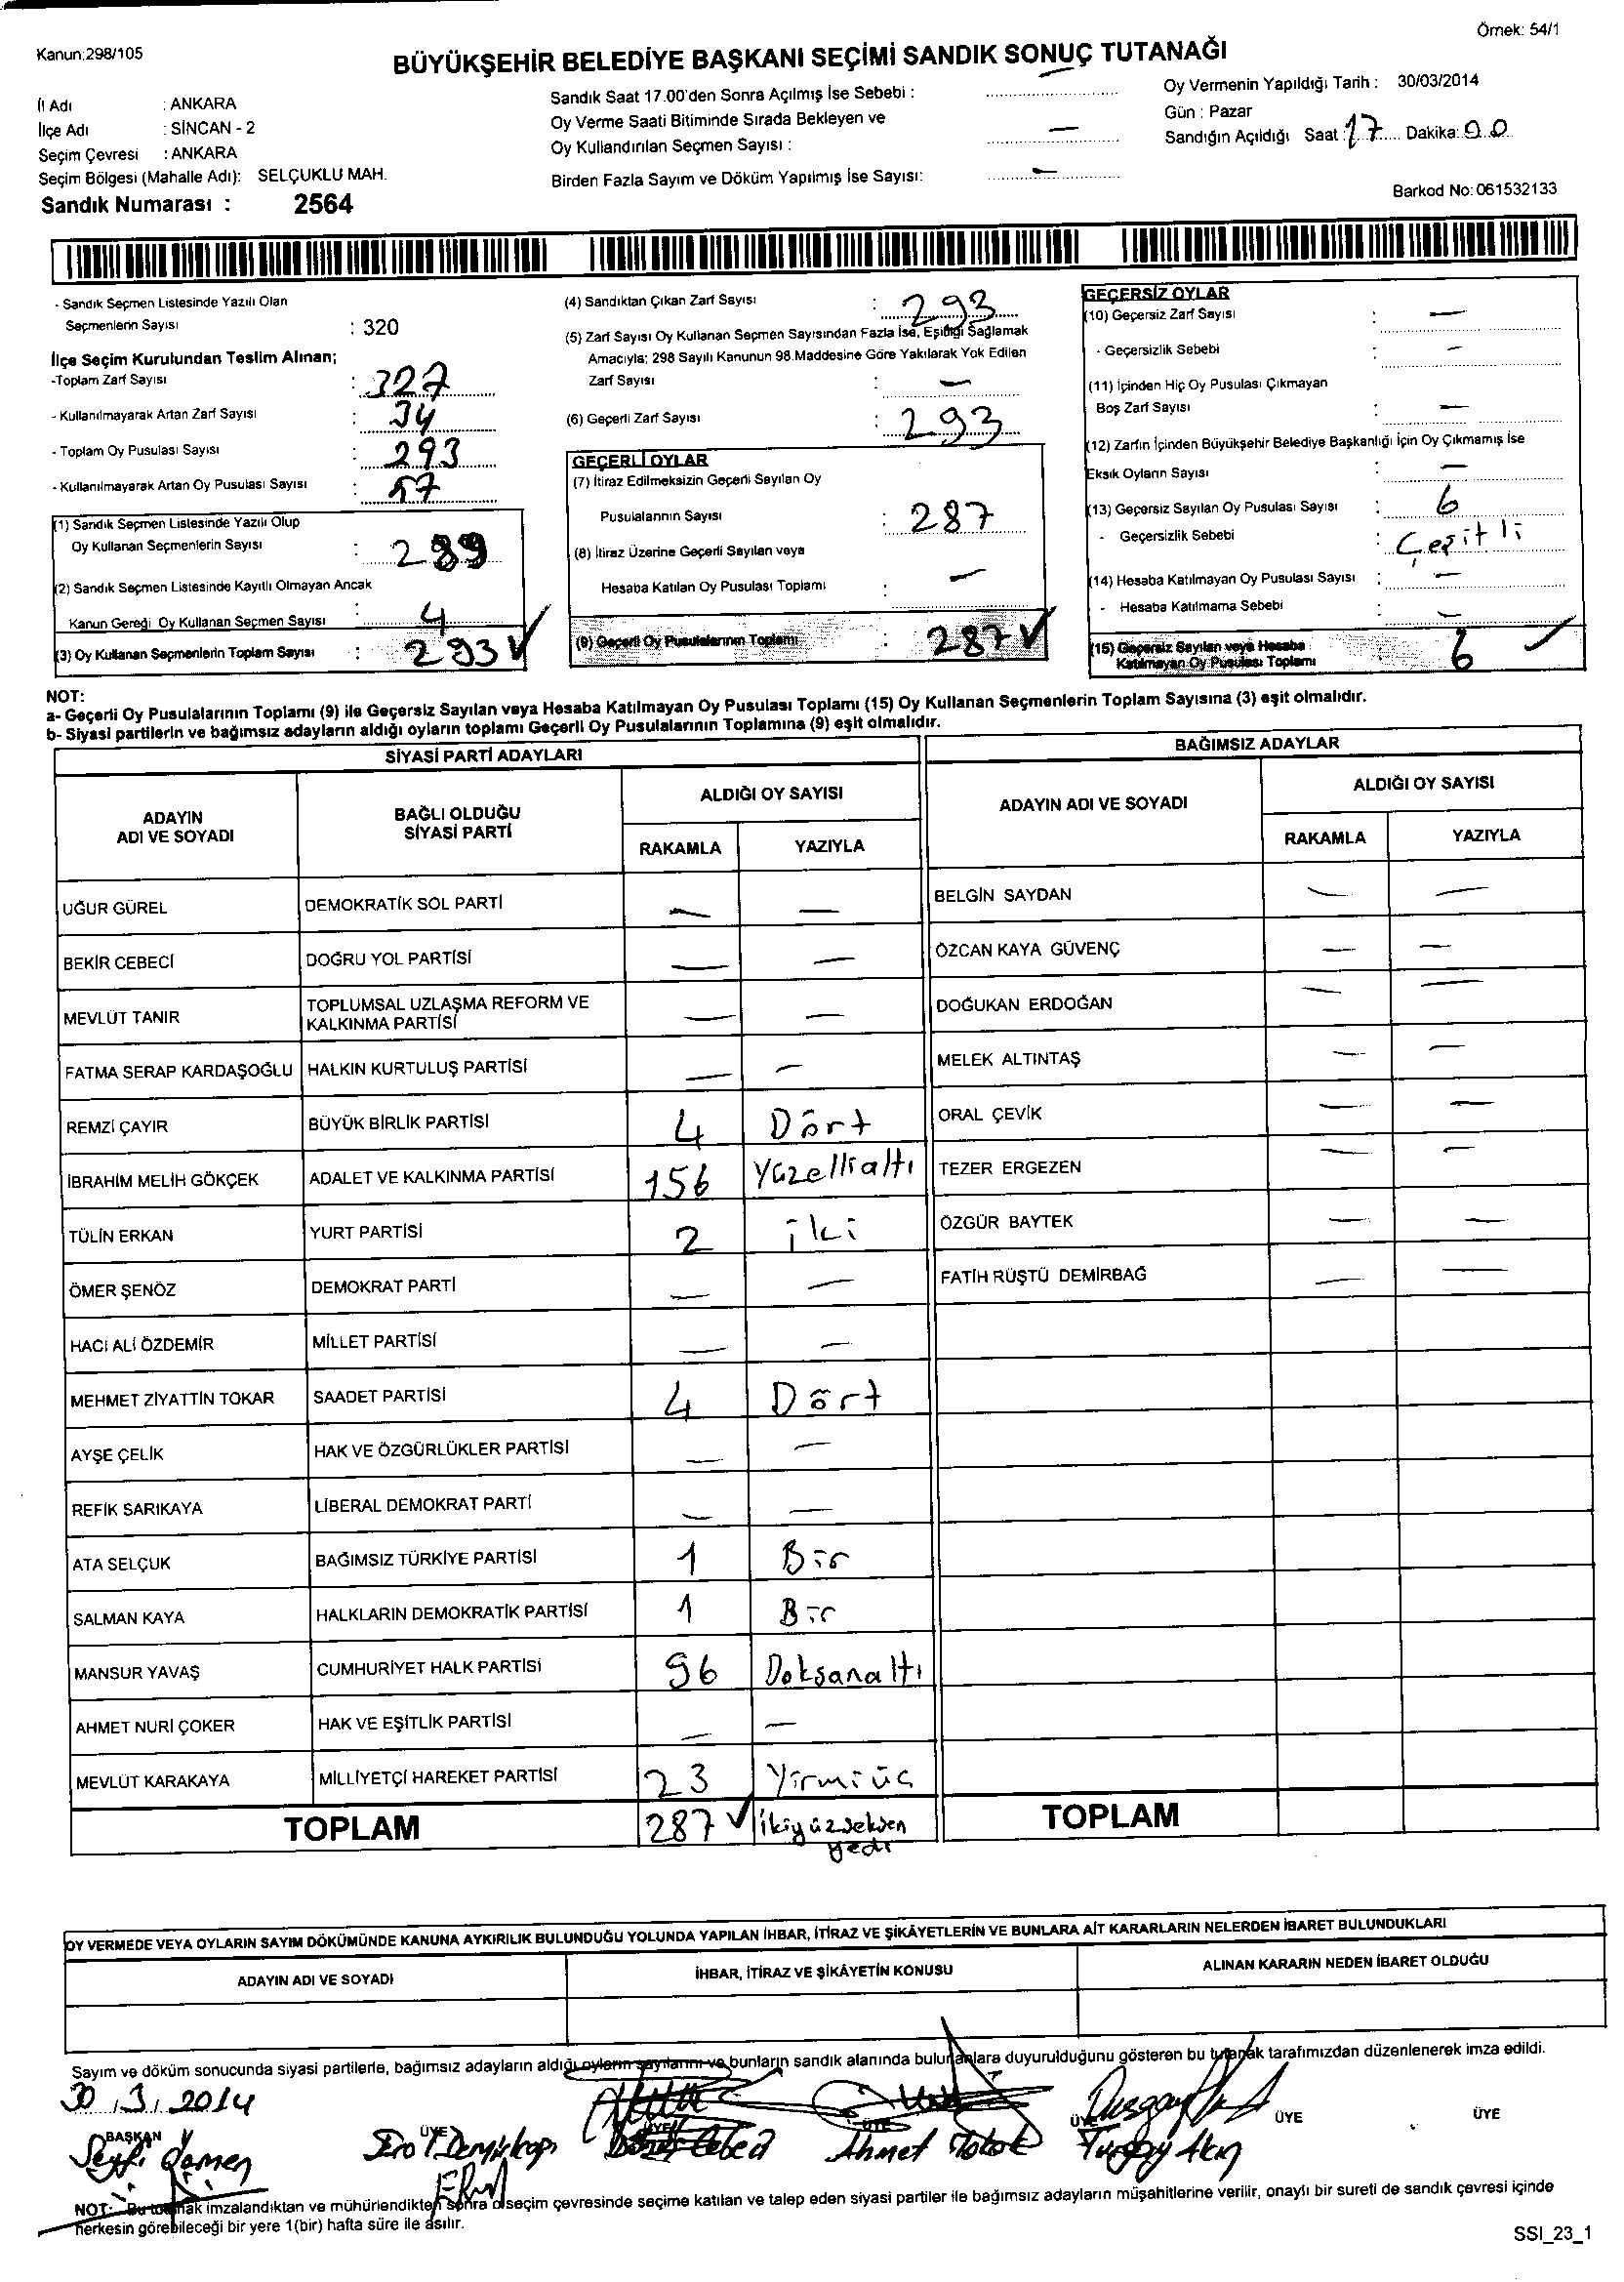 Örnek: 54/1
Kanun:298/105
BÜYÜKŞEHİR BELEDİYE BAŞKANI SEÇİMİ SANDIK SONUÇ TUTANAĞI
İl Adı : ANKARA
İlçe Adı : SİNCAN - 2
Seçim Çevresi : ANKARA
Seçim Bölgesi (Mahalle Adı): SELÇUKLU MAH.
Sandık Numarası : 2564
Sandık Saat 17.00'den Sonra Açılmış İse Sebebi : —
Oy Verme Saati Bitiminde Sırada Bekleyen ve
Oy Kullandırılan Seçmen Sayısı : —
Birden Fazla Sayım ve Döküm Yapılmış İse Sayısı: —
Oy Vermenin Yapıldığı Tarih : 30/03/2014
Gün : Pazar
Sandığın Açıldığı Saat : 17 Dakika: 00
Barkod No: 061532133
- Sandık Seçmen Listesinde Yazılı Olan
Seçmenlerin Sayısı : 320
İlçe Seçim Kurulundan Teslim Alınan;
-Toplam Zarf Sayısı : 327
- Kullanılmayarak Artan Zarf Sayısı : 34
- Toplam Oy Pusulası Sayısı : 293
- Kullanılmayarak Artan Oy Pusulası Sayısı :
(1) Sandık Seçmen Listesinde Yazılı Olup
Oy Kullanan Seçmenlerin Sayısı : 289
(2) Sandık Seçmen Listesinde Kayıtlı Olmayan Ancak
Kanun Gereği Oy Kullanan Seçmen Sayısı : 4
(3) Oy Kullanan Seçmenlerin Toplam Sayısı : 293 ✓
(4) Sandıktan Çıkan Zarf Sayısı : 293
(5) Zarf Sayısı Oy Kullanan Seçmen Sayısından Fazla İse, Eşitliği Sağlamak
Amacıyla; 298 Sayılı Kanunun 98.Maddesine Göre Yakılarak Yok Edilen
Zarf Sayısı : —
(6) Geçerli Zarf Sayısı : 293
GEÇERLİ OYLAR
(7) İtiraz Edilmeksizin Geçerli Sayılan Oy
Pusulalarının Sayısı : 287
(8) İtiraz Üzerine Geçerli Sayılan veya
Hesaba Katılan Oy Pusulası Toplamı : —
(9) Geçerli Oy Pusulalarının Toplamı : 287 ✓
GEÇERSİZ OYLAR
(10) Geçersiz Zarf Sayısı : —
- Geçersizlik Sebebi : —
(11) İçinden Hiç Oy Pusulası Çıkmayan
Boş Zarf Sayısı : —
(12) Zarfın İçinden Büyükşehir Belediye Başkanlığı İçin Oy Çıkmamış İse
Eksik Oyların Sayısı : —
(13) Geçersiz Sayılan Oy Pusulası Sayısı : 6
- Geçersizlik Sebebi : Çeşitli
(14) Hesaba Katılmayan Oy Pusulası Sayısı : —
- Hesaba Katılmama Sebebi : —
(15) Geçersiz Sayılan veya Hesaba
Katılmayan Oy Pusulası Toplamı 6 ✓
NOT:
a- Geçerli Oy Pusulalarının Toplamı (9) ile Geçersiz Sayılan veya Hesaba Katılmayan Oy Pusulası Toplamı (15) Oy Kullanan Seçmenlerin Toplam Sayısına (3) eşit olmalıdır.
b- Siyasi partilerin ve bağımsız adayların aldığı oyların toplamı Geçerli Oy Pusulalarının Toplamına (9) eşit olmalıdır.
SİYASİ PARTİ ADAYLARI
ADAYIN ADI VE SOYADI
BAĞLI OLDUĞU SİYASİ PARTİ
ALDIĞI OY SAYISI
RAKAMLA YAZIYLA
UĞUR GÜREL DEMOKRATİK SOL PARTİ — —
BEKİR CEBECİ DOĞRU YOL PARTİSİ — —
MEVLÜT TANIR TOPLUMSAL UZLAŞMA REFORM VE KALKINMA PARTİSİ — —
FATMA SERAP KARDAŞOĞLU HALKIN KURTULUŞ PARTİSİ — —
REMZİ ÇAYIR BÜYÜK BİRLİK PARTİSİ 4 Dört
İBRAHİM MELİH GÖKÇEK ADALET VE KALKINMA PARTİSİ 156 Yüzellialtı
TÜLİN ERKAN YURT PARTİSİ 2 iki
ÖMER ŞENÖZ DEMOKRAT PARTİ — —
HACI ALİ ÖZDEMİR MİLLET PARTİSİ — —
MEHMET ZİYATTİN TOKAR SAADET PARTİSİ 4 Dört
AYŞE ÇELİK HAK VE ÖZGÜRLÜKLER PARTİSİ — —
REFİK SARIKAYA LİBERAL DEMOKRAT PARTİ — —
ATA SELÇUK BAĞIMSIZ TÜRKİYE PARTİSİ 1 Bir
SALMAN KAYA HALKLARIN DEMOKRATİK PARTİSİ 1 Bir
MANSUR YAVAŞ CUMHURİYET HALK PARTİSİ 96 Doksanaltı
AHMET NURİ ÇOKER HAK VE EŞİTLİK PARTİSİ — —
MEVLÜT KARAKAYA MİLLİYETÇİ HAREKET PARTİSİ 23 Yirmiüç
TOPLAM 287 ✓ ikiyüzseksen yedi
BAĞIMSIZ ADAYLAR
ADAYIN ADI VE SOYADI
ALDIĞI OY SAYISI
RAKAMLA YAZIYLA
BELGİN SAYDAN — —
ÖZCAN KAYA GÜVENÇ — —
DOĞUKAN ERDOĞAN — —
MELEK ALTINTAŞ — —
ORAL ÇEVİK — —
TEZER ERGEZEN — —
ÖZGÜR BAYTEK — —
FATİH RÜŞTÜ DEMİRBAĞ — —
TOPLAM
OY VERMEDE VEYA OYLARIN SAYIM DÖKÜMÜNDE KANUNA AYKIRILIK BULUNDUĞU YOLUNDA YAPILAN İHBAR, İTİRAZ VE ŞİKÂYETLERİN VE BUNLARA AİT KARARLARIN NELERDEN İBARET BULUNDUKLARI
ADAYIN ADI VE SOYADI İHBAR, İTİRAZ VE ŞİKÂYETİN KONUSU ALINAN KARARIN NEDEN İBARET OLDUĞU
Sayım ve döküm sonucunda siyasi partilerle, bağımsız adayların aldığı oyların sayılarını ve bunların sandık alanında bulunanlara duyurulduğunu gösteren bu tutanak tarafımızdan düzenlenerek imza edildi.
30/3/2014
BAŞKAN ÜYE ÜYE ÜYE ÜYE ÜYE ÜYE
Ahmet Turgay Akın
NOT: Bu tutanak imzalandıktan ve mühürlendikten sonra o seçim çevresinde seçime katılan ve talep eden siyasi partiler ile bağımsız adayların müşahitlerine verilir, onaylı bir sureti de sandık çevresi içinde
herkesin görebileceği bir yere 1(bir) hafta süre ile asılır.
SSI_23_1